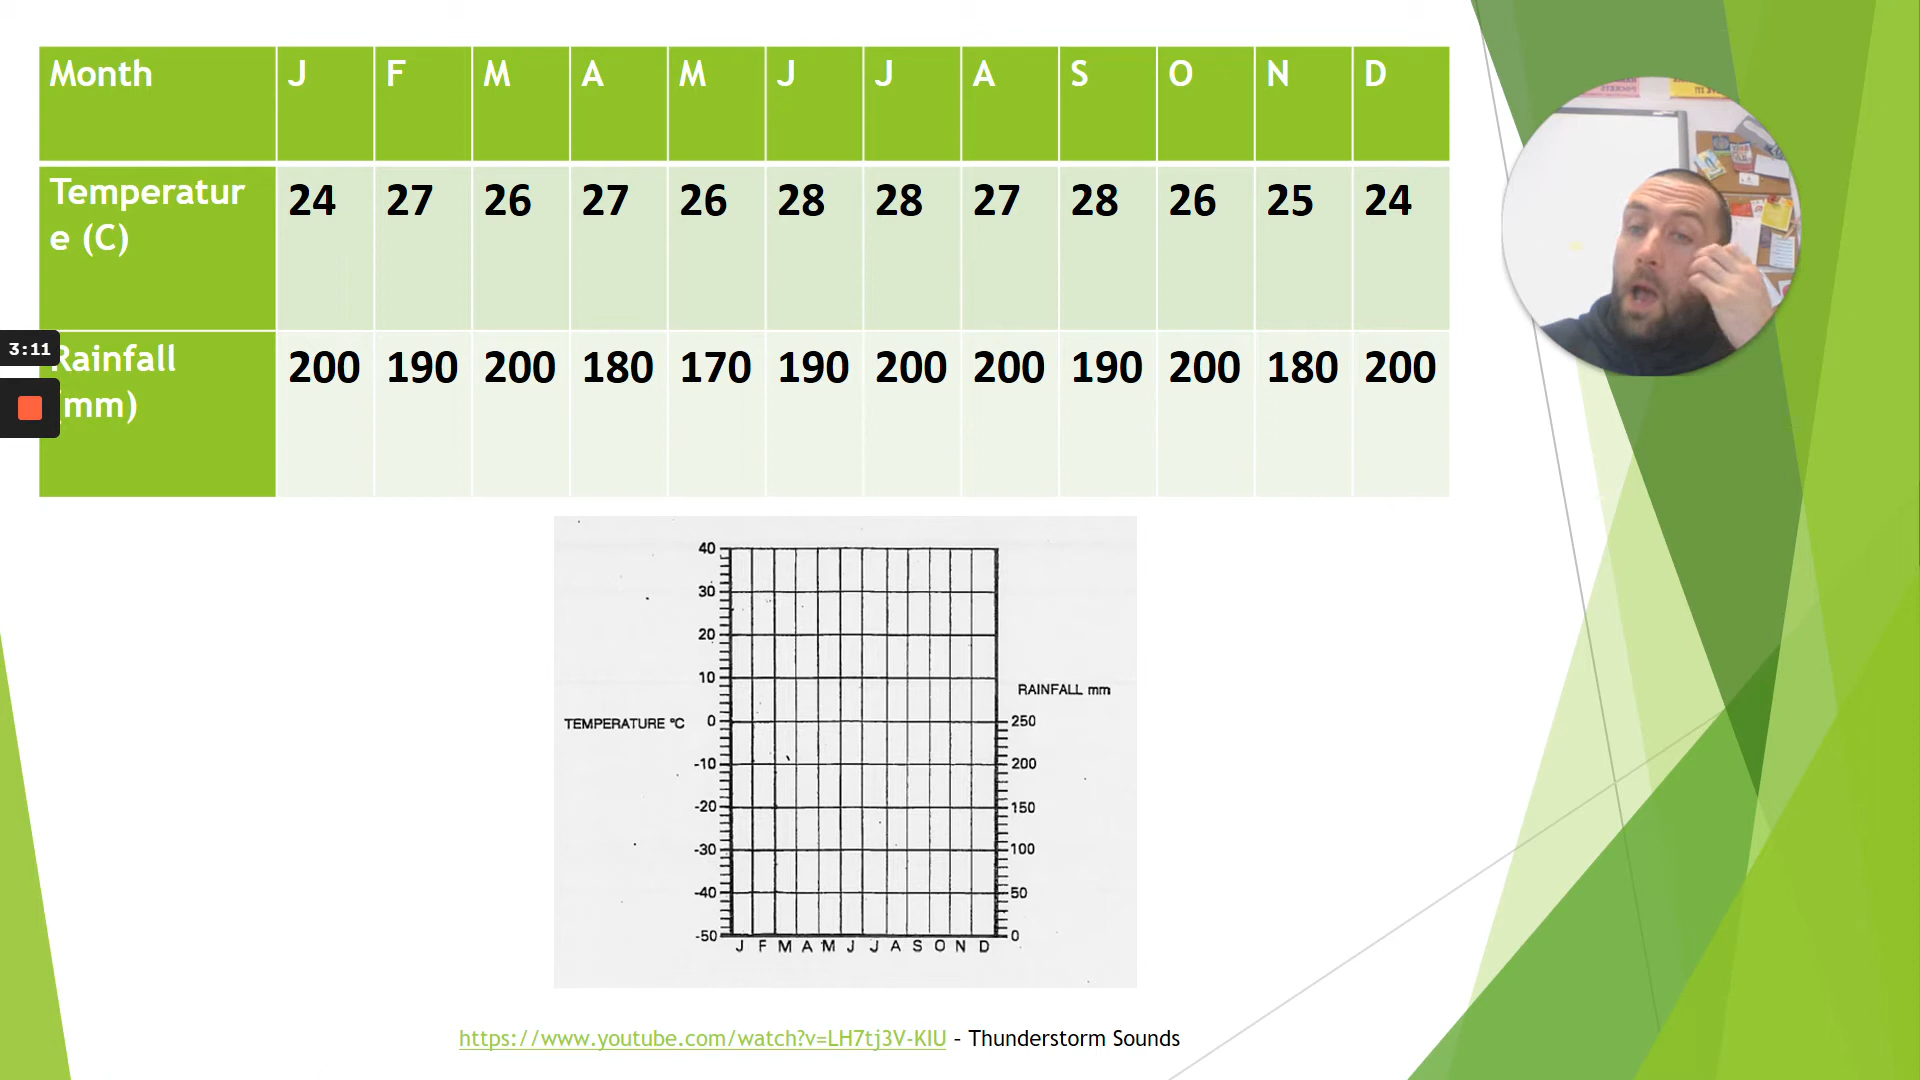 Month J F M A M J J A S O N D
Temperatur
e (C)
24 27 26 27 26 28 28 27 28 26 25 24
3:11
Rainfall
(mm)
200 190 200 180 170 190 200 200 190 200 180 200
40
30
20
10
RAINFALL mm
TEMPERATURE °C 0 250
-10 200
-20 150
-30 100
-40 50
-50 0
J F M A M J J A S O N D
https://www.youtube.com/watch?v=LH7tj3V-KIU - Thunderstorm Sounds